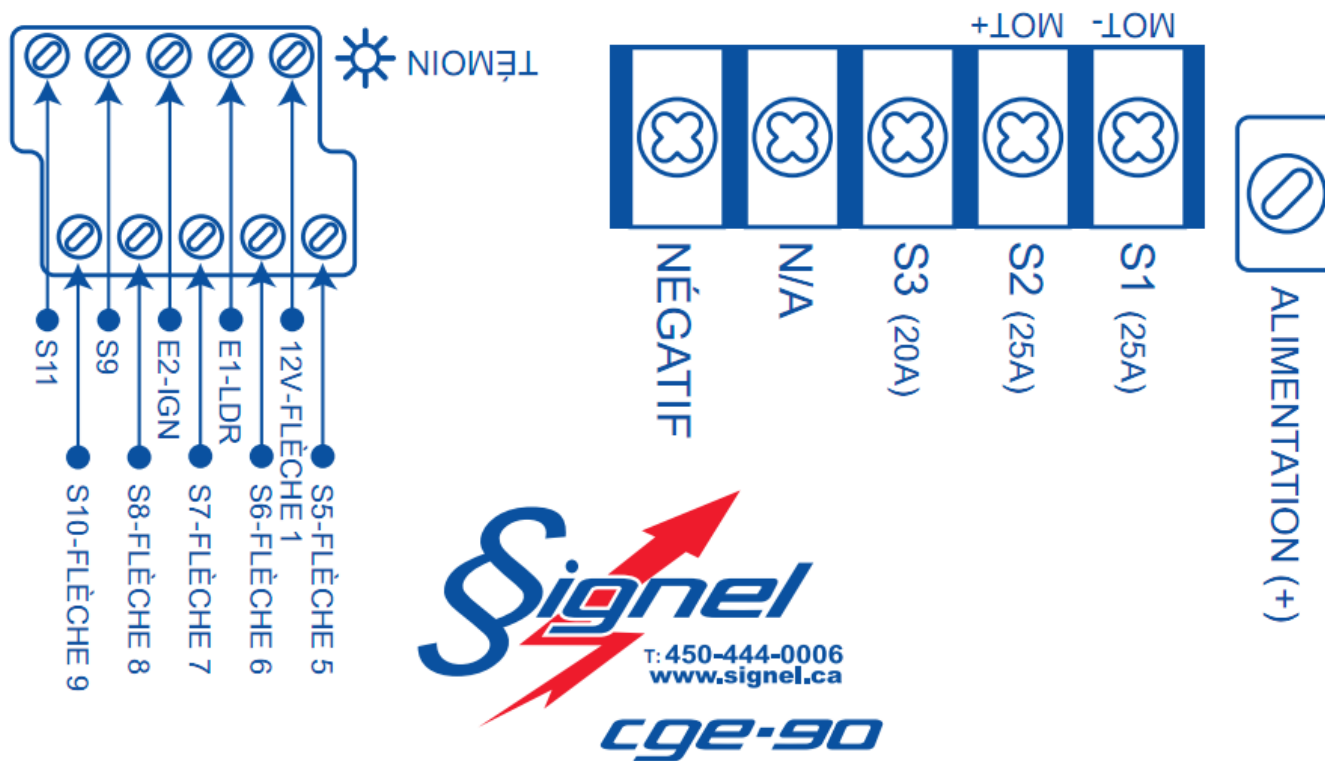 TÉMOIN
MOT+
MOT-
S11
S9
E2-IGN
E1-LDR
12V-FLÈCHE 1
S10-FLÈCHE 9
S8-FLÈCHE 8
S7-FLÈCHE 7
S6-FLÈCHE 6
S5-FLÈCHE 5
NÉGATIF
N/A
S3 (20A)
S2 (25A)
S1 (25A)
ALIMENTATION (+)
Signel
T: 450-444-0006
www.signel.ca
cge-90